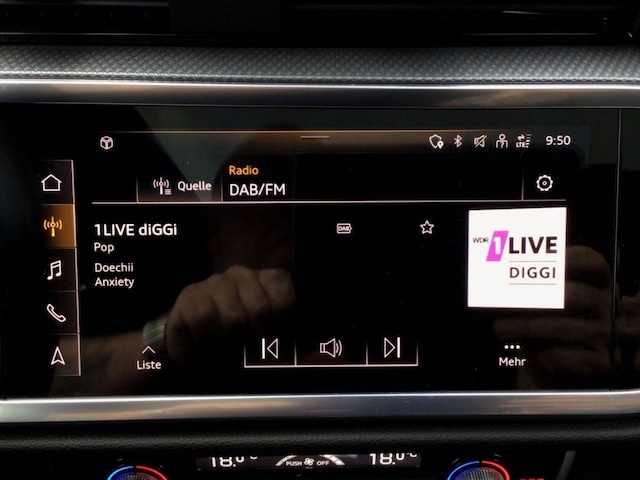 LTE
9:50
Radio
Quelle
DAB/FM
1LIVE diGGi
DAB
Pop
WDR 1LIVE
DIGGI
Doechii
Anxiety
Liste
Mehr
18.0°C
PUSH OFF
18.0°C